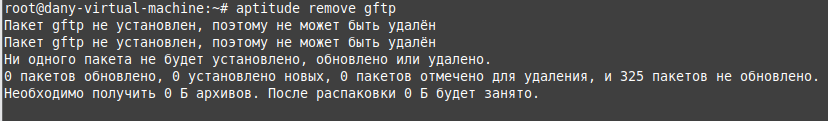 root@dany-virtual-machine:~# aptitude remove gftp
Пакет gftp не установлен, поэтому не может быть удалён
Пакет gftp не установлен, поэтому не может быть удалён
Ни одного пакета не будет установлено, обновлено или удалено.
0 пакетов обновлено, 0 установлено новых, 0 пакетов отмечено для удаления, и 325 пакетов не обновлено.
Необходимо получить 0 Б архивов. После распаковки 0 Б будет занято.